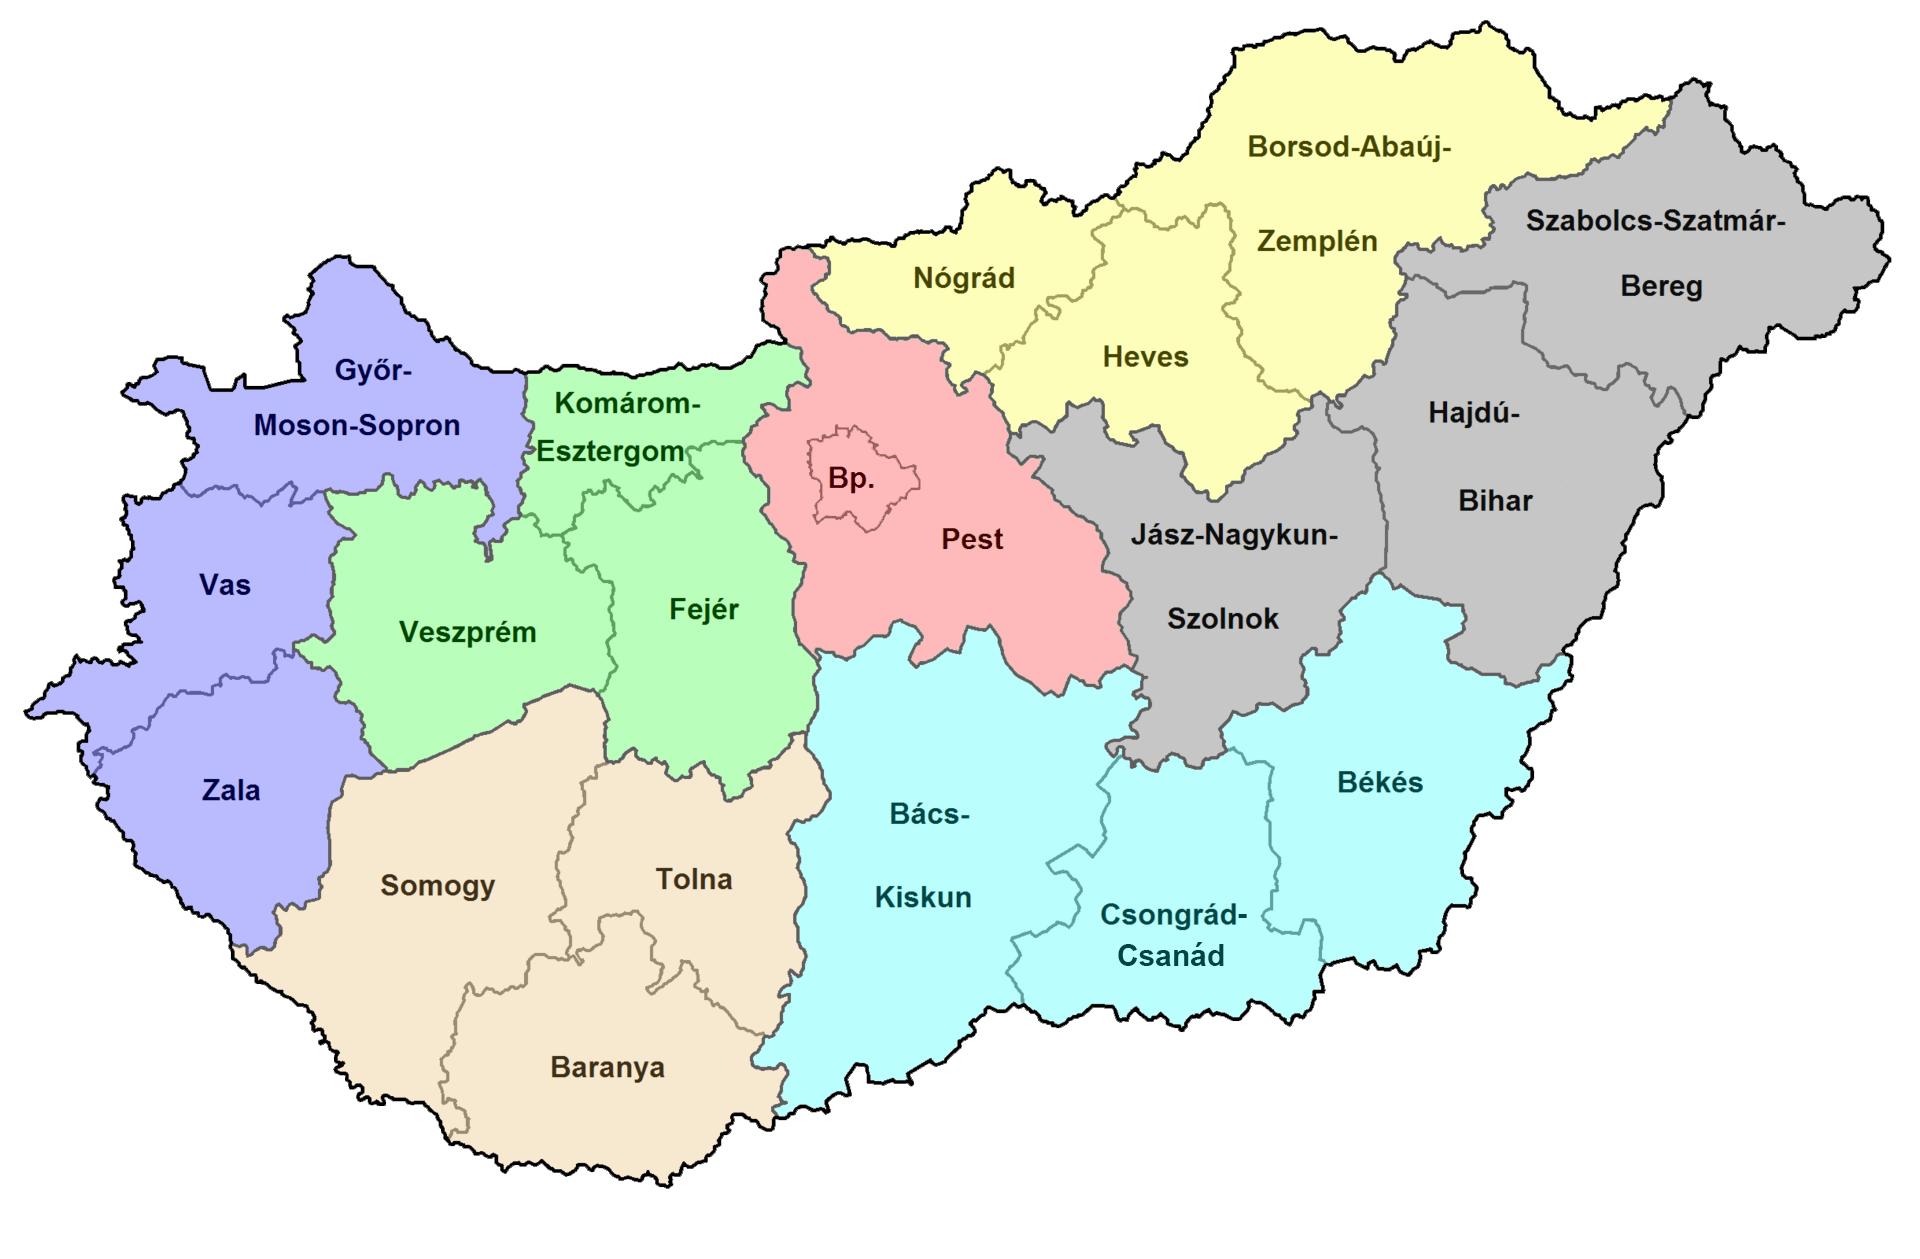 Borsod-Abaúj-
Zemplén
Szabolcs-Szatmár-
Bereg
Nógrád
Heves
Győr-
Moson-Sopron
Komárom-
Esztergom
Hajdú-
Bihar
Bp.
Pest
Jász-Nagykun-
Szolnok
Vas
Veszprém
Fejér
Zala
Somogy
Tolna
Bács-
Kiskun
Békés
Csongrád-
Csanád
Baranya